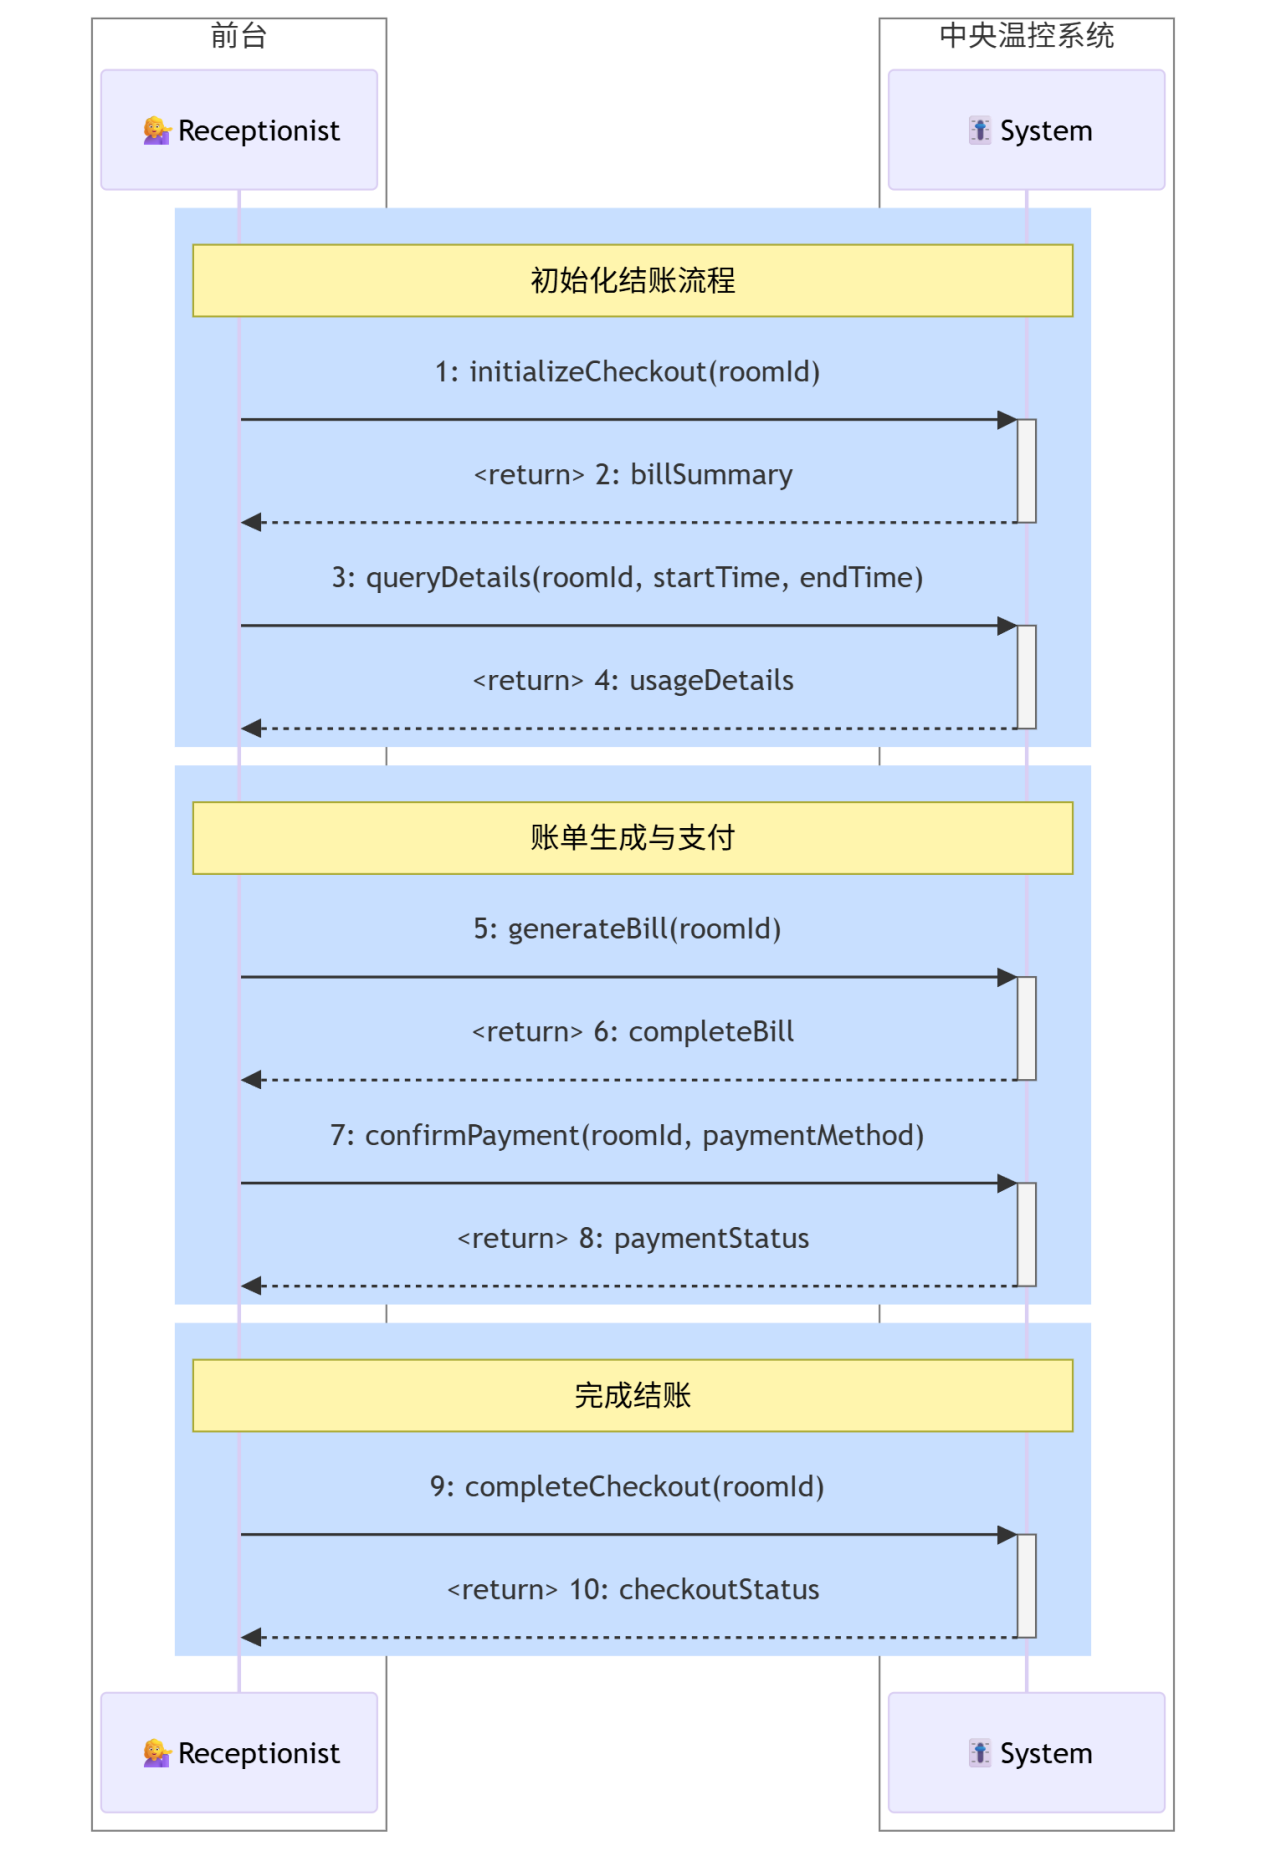 前台
中央温控系统
💁‍♀️ Receptionist
🎚️ System
初始化结账流程
1: initializeCheckout(roomId)
<return> 2: billSummary
3: queryDetails(roomId, startTime, endTime)
<return> 4: usageDetails
账单生成与支付
5: generateBill(roomId)
<return> 6: completeBill
7: confirmPayment(roomId, paymentMethod)
<return> 8: paymentStatus
完成结账
9: completeCheckout(roomId)
<return> 10: checkoutStatus
💁‍♀️ Receptionist
🎚️ System